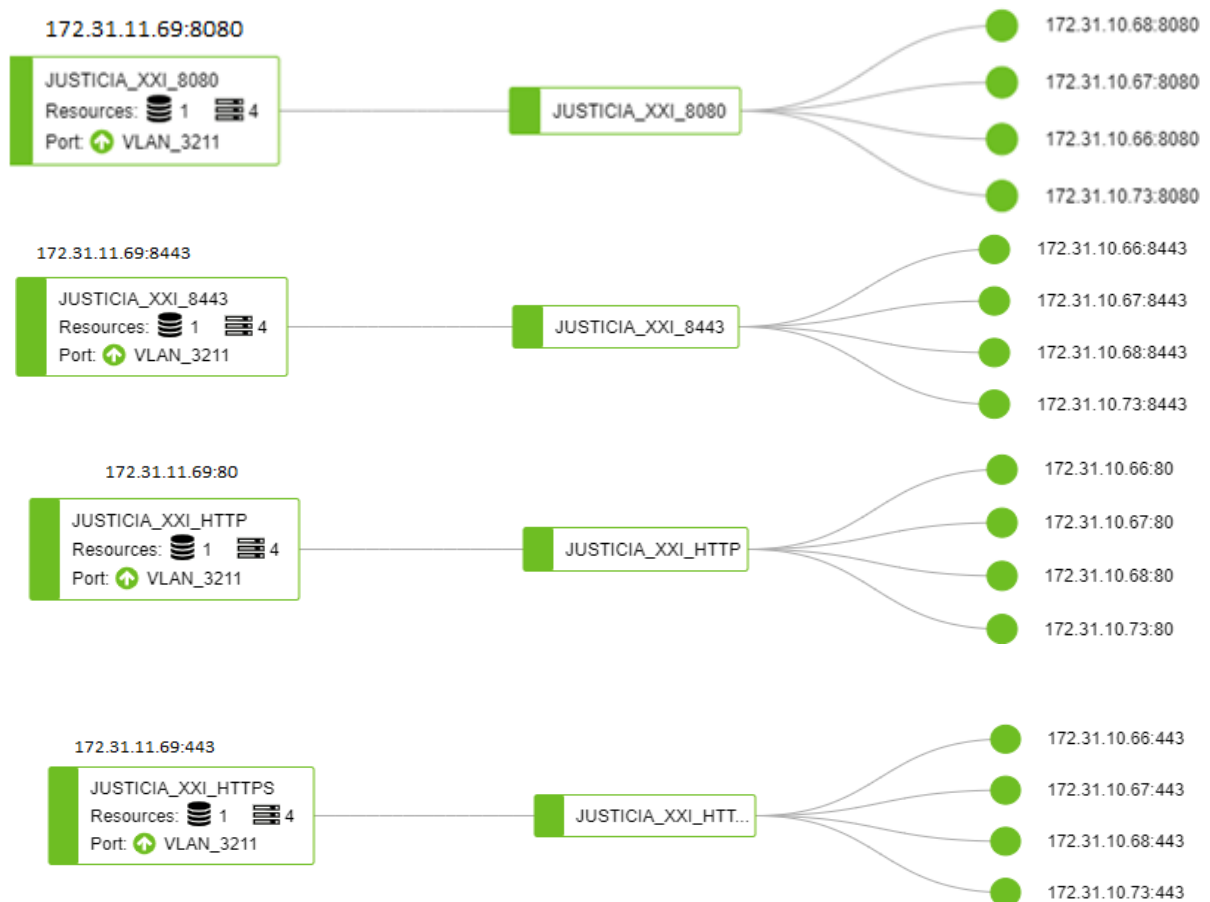 172.31.11.69:8080
JUSTICIA_XXI_8080
Resources: 1 4
Port: VLAN_3211
JUSTICIA_XXI_8080
172.31.10.68:8080
172.31.10.67:8080
172.31.10.66:8080
172.31.10.73:8080
172.31.11.69:8443
JUSTICIA_XXI_8443
Resources: 1 4
Port: VLAN_3211
JUSTICIA_XXI_8443
172.31.10.66:8443
172.31.10.67:8443
172.31.10.68:8443
172.31.10.73:8443
172.31.11.69:80
JUSTICIA_XXI_HTTP
Resources: 1 4
Port: VLAN_3211
JUSTICIA_XXI_HTTP
172.31.10.66:80
172.31.10.67:80
172.31.10.68:80
172.31.10.73:80
172.31.11.69:443
JUSTICIA_XXI_HTTPS
Resources: 1 4
Port: VLAN_3211
JUSTICIA_XXI_HTT...
172.31.10.66:443
172.31.10.67:443
172.31.10.68:443
172.31.10.73:443